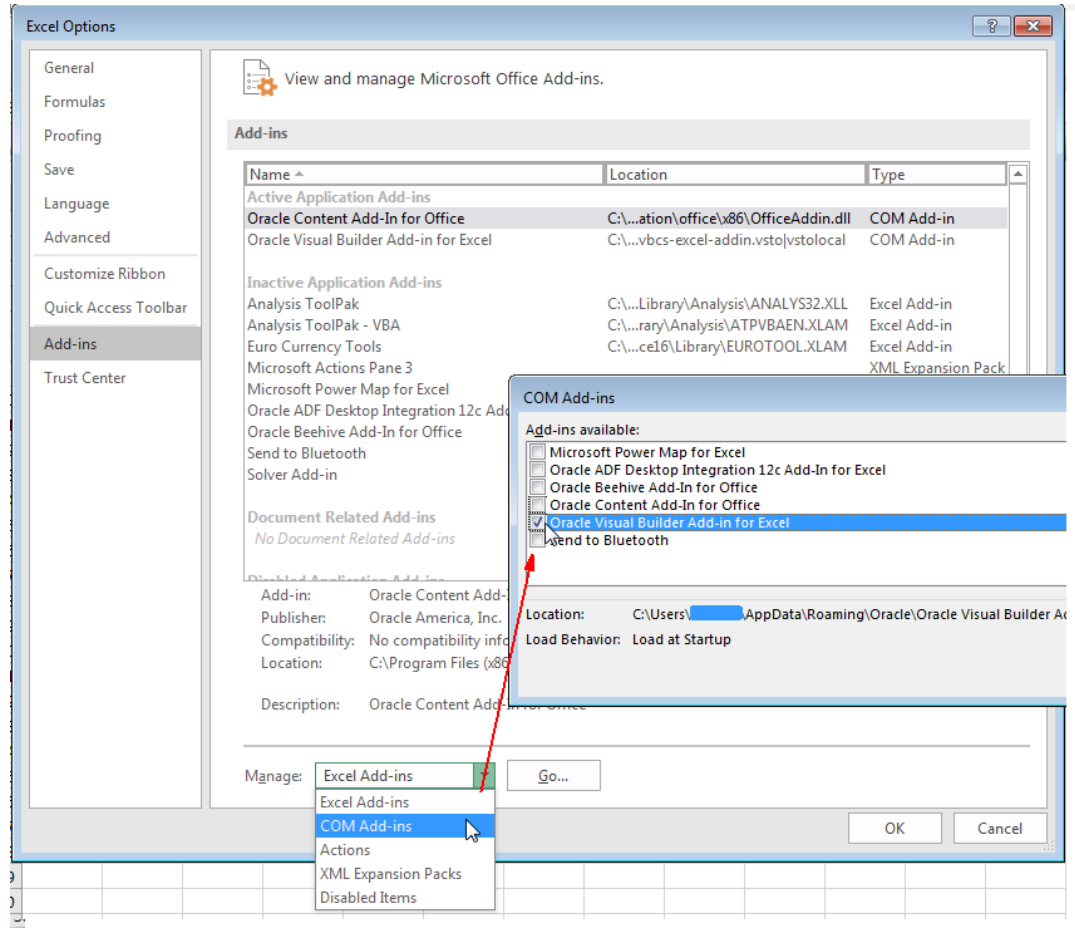 Excel Options
General
Formulas
Proofing
Save
Language
Advanced
Customize Ribbon
Quick Access Toolbar
Add-ins
Trust Center
View and manage Microsoft Office Add-ins.
Add-ins
Name Location Type
Active Application Add-ins
Oracle Content Add-In for Office C:\...ation\office\x86\OfficeAddin.dll COM Add-in
Oracle Visual Builder Add-in for Excel C:\...vbcs-excel-addin.vsto|vstolocal COM Add-in
Inactive Application Add-ins
Analysis ToolPak C:\...Library\Analysis\ANALYS32.XLL Excel Add-in
Analysis ToolPak - VBA C:\...rary\Analysis\ATPVBAEN.XLAM Excel Add-in
Euro Currency Tools C:\...ce16\Library\EUROTOOL.XLAM Excel Add-in
Microsoft Actions Pane 3 XML Expansion Pack
Microsoft Power Map for Excel
Oracle ADF Desktop Integration 12c Add
Oracle Beehive Add-In for Office
Send to Bluetooth
Solver Add-in
Document Related Add-ins
No Document Related Add-ins
Disabled Application Add-ins
Add-in: Oracle Content Add-
Publisher: Oracle America, Inc.
Compatibility: No compatibility info
Location: C:\Program Files (x86
Description: Oracle Content Add-In for Office
COM Add-ins
Add-ins available:
Microsoft Power Map for Excel
Oracle ADF Desktop Integration 12c Add-In for Excel
Oracle Beehive Add-In for Office
Oracle Content Add-In for Office
Oracle Visual Builder Add-in for Excel
Send to Bluetooth
Location: C:\Users\ \AppData\Roaming\Oracle\Oracle Visual Builder Ad
Load Behavior: Load at Startup
Manage: Excel Add-ins Go...
Excel Add-ins
COM Add-ins
Actions
XML Expansion Packs
Disabled Items
OK Cancel